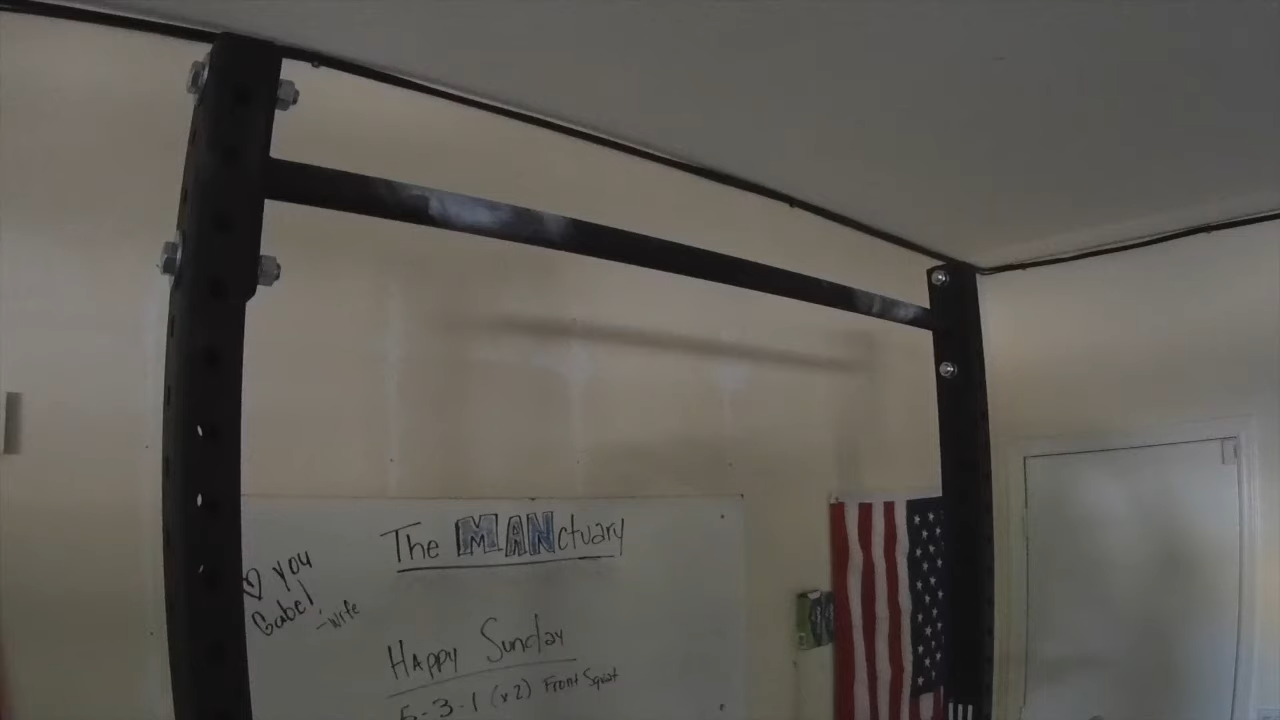 The MANctuary
♡ you
Gabe!
-Wife
Happy Sunday
5-3-1 (x2) Front Squat